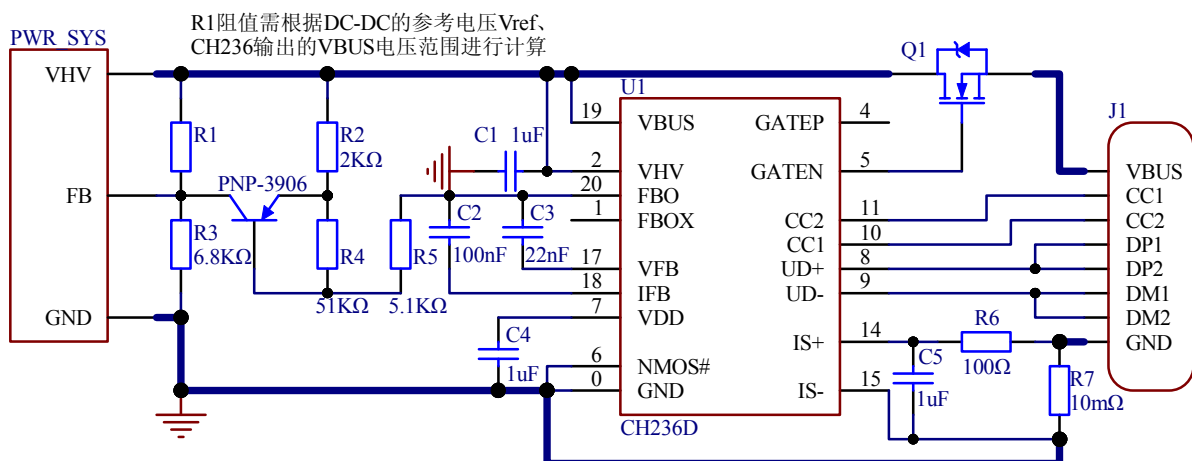 R1阻值需根据DC-DC的参考电压Vref、
CH236输出的VBUS电压范围进行计算
PWR_SYS
VHV
FB
GND
R1
R2
2KΩ
PNP-3906
R3
6.8KΩ
R4
51KΩ
R5
5.1KΩ
C1
1uF
C2
100nF
C3
22nF
C4
1uF
U1
19
VBUS
2
VHV
20
FBO
1
FBOX
17
VFB
18
IFB
7
VDD
6
NMOS#
0
GND
GATEP
4
GATEN
5
CC2
11
CC1
10
UD+
8
UD-
9
IS+
14
IS-
15
CH236D
Q1
C5
1uF
R6
100Ω
R7
10mΩ
J1
VBUS
CC1
CC2
DP1
DP2
DM1
DM2
GND